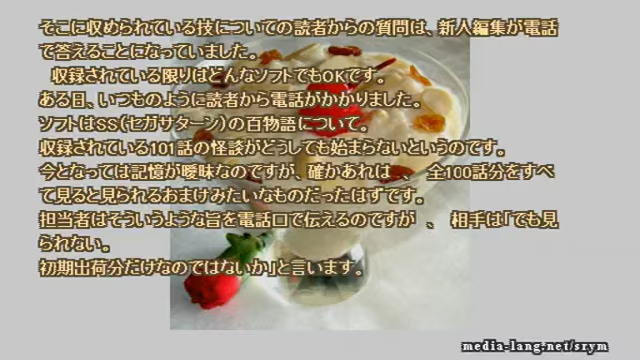 そこに収められている技についての読者からの質問は、新人編集が電話
で答えることになっていました。
収録されている限りはどんなソフトでもOKです。
ある日、いつものように読者から電話がかかりました。
ソフトはSS（セガサターン）の百物語について。
収録されている101話の怪談がどうしても始まらないというのです。
今となっては記憶が曖昧なのですが、確かあれは 、 全100話分をすべ
て見ると見られるおまけみたいなものだったはずです。
担当者はそういうような旨を電話口で伝えるのですが 、 相手は「でも見
られない。
初期出荷分だけなのではないか」と言います。
media-lang.net/srym